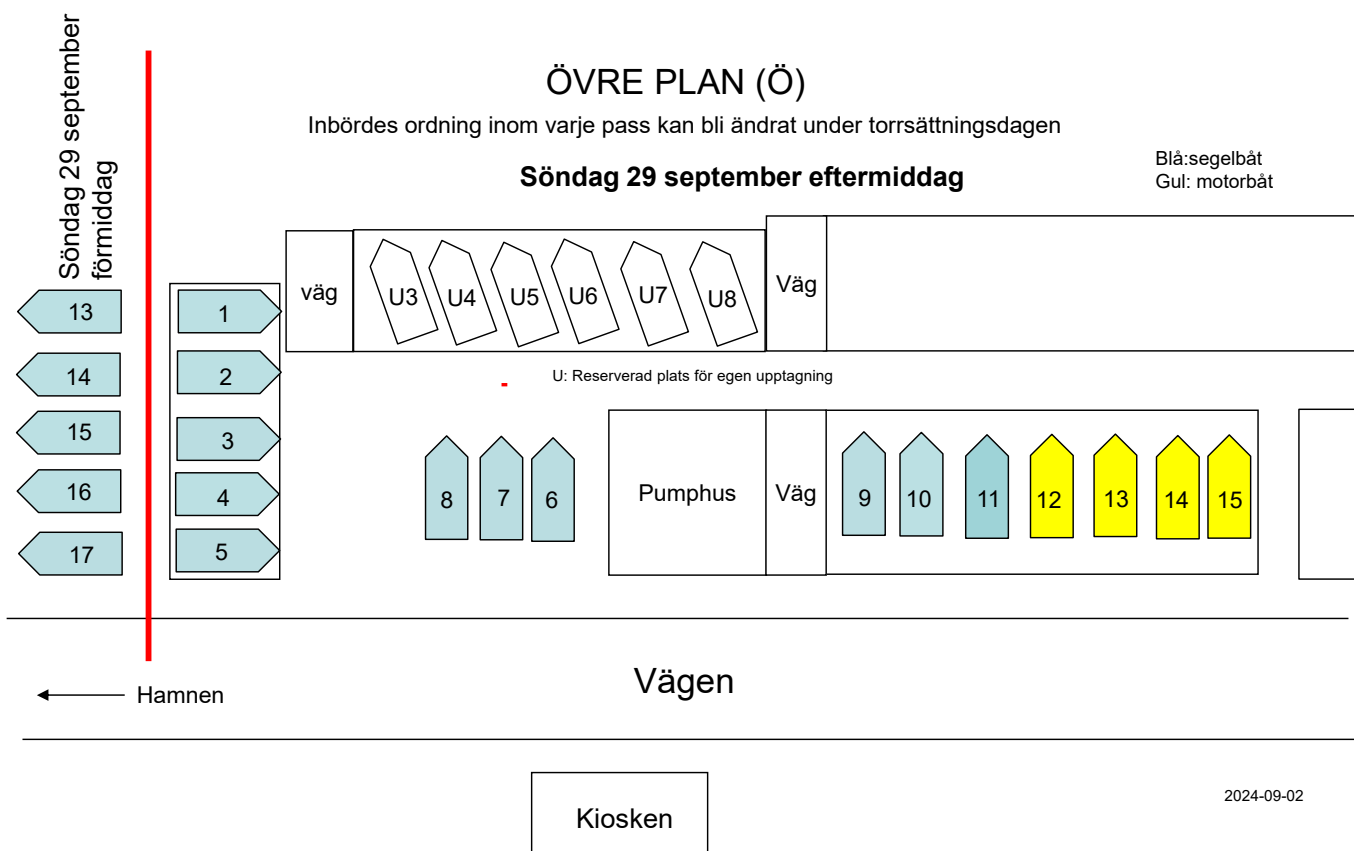 Söndag 29 september
förmiddag
ÖVRE PLAN (Ö)
Inbördes ordning inom varje pass kan bli ändrat under torrsättningsdagen
Söndag 29 september eftermiddag
Blå:segelbåt
Gul: motorbåt
13
14
15
16
17
1
2
3
4
5
väg
U3
U4
U5
U6
U7
U8
Väg
U: Reserverad plats för egen upptagning
8
7
6
Pumphus
Väg
9
10
11
12
13
14
15
Vägen
Hamnen
Kiosken
2024-09-02